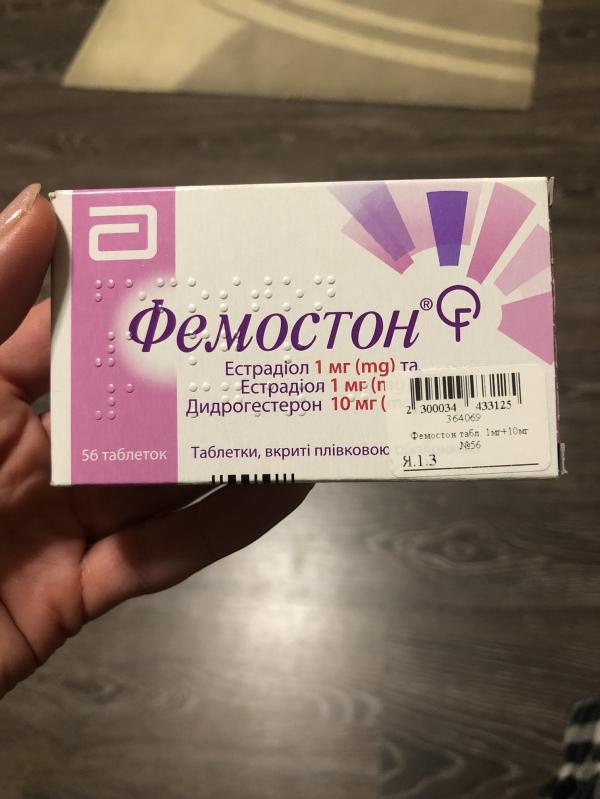 Фемостон®
Естрадіол 1 мг (mg) та
Естрадіол 1 мг
Дидрогестерон 10 мг
56 таблеток
Таблетки, вкриті плівковою
2 300034 433125
364069
Фемостон табл. 1мг+10мг
№56
Я.1.3